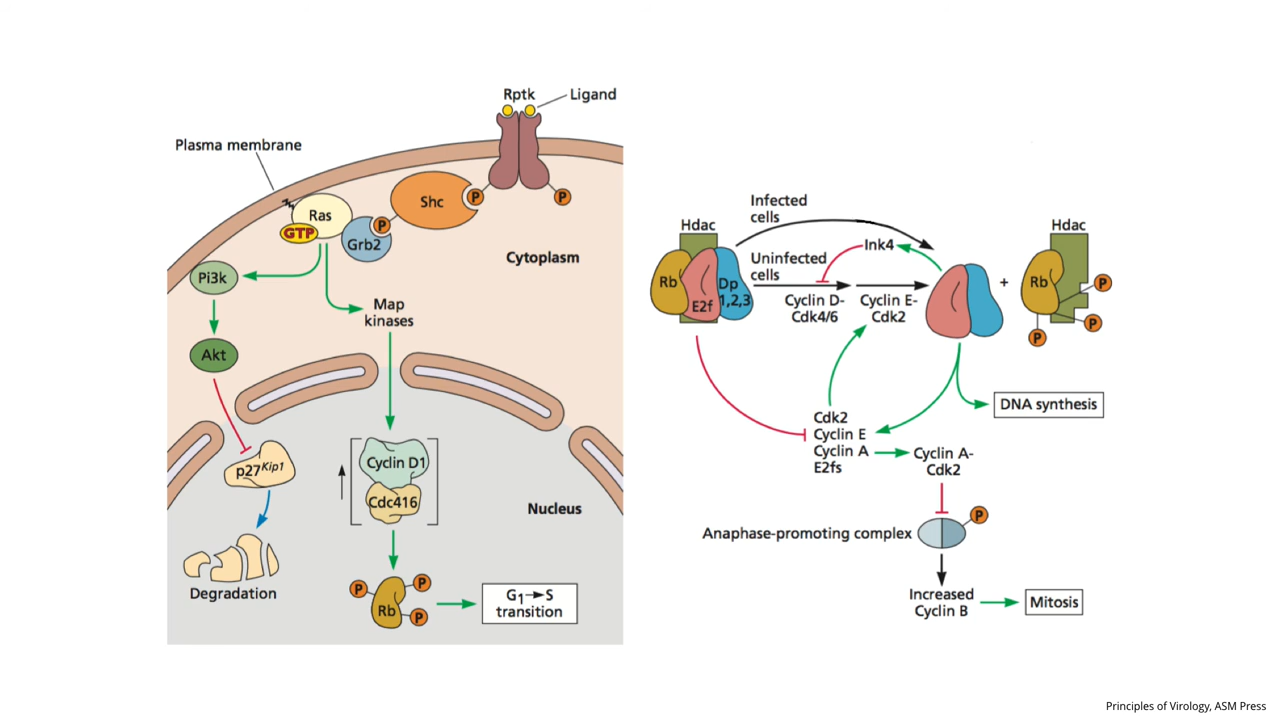 Rptk
Ligand
Plasma membrane
P
P
Shc
Ras
GTP
P
Grb2
Cytoplasm
Pi3k
Map
kinases
Akt
p27Kip1
Cyclin D1
Cdc416
Nucleus
Degradation
P
P
Rb
P
G1→S
transition
Infected
cells
Hdac
Ink4
Uninfected
cells
Rb
E2f
Dp
1,2,3
Cyclin D-
Cdk4/6
Cyclin E-
Cdk2
+
Hdac
Rb
P
P
P
DNA synthesis
Cdk2
Cyclin E
Cyclin A
E2fs
Cyclin A-
Cdk2
P
Anaphase-promoting complex
Increased
Cyclin B
Mitosis
Principles of Virology, ASM Press